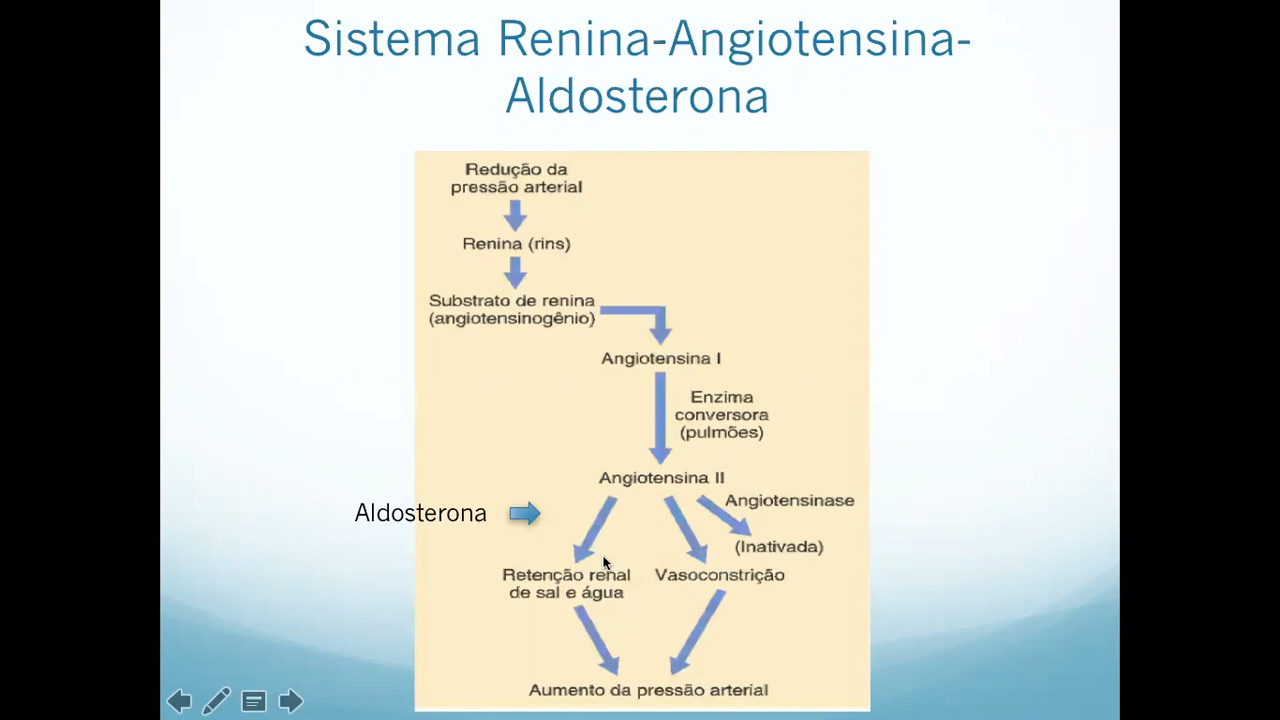 Sistema Renina-Angiotensina-
Aldosterona
Redução da
pressão arterial
Renina (rins)
Substrato de renina
(angiotensinogênio)
Angiotensina I
Enzima
conversora
(pulmões)
Angiotensina II
Angiotensinase
Aldosterona
(Inativada)
Retenção renal
de sal e água
Vasoconstrição
Aumento da pressão arterial